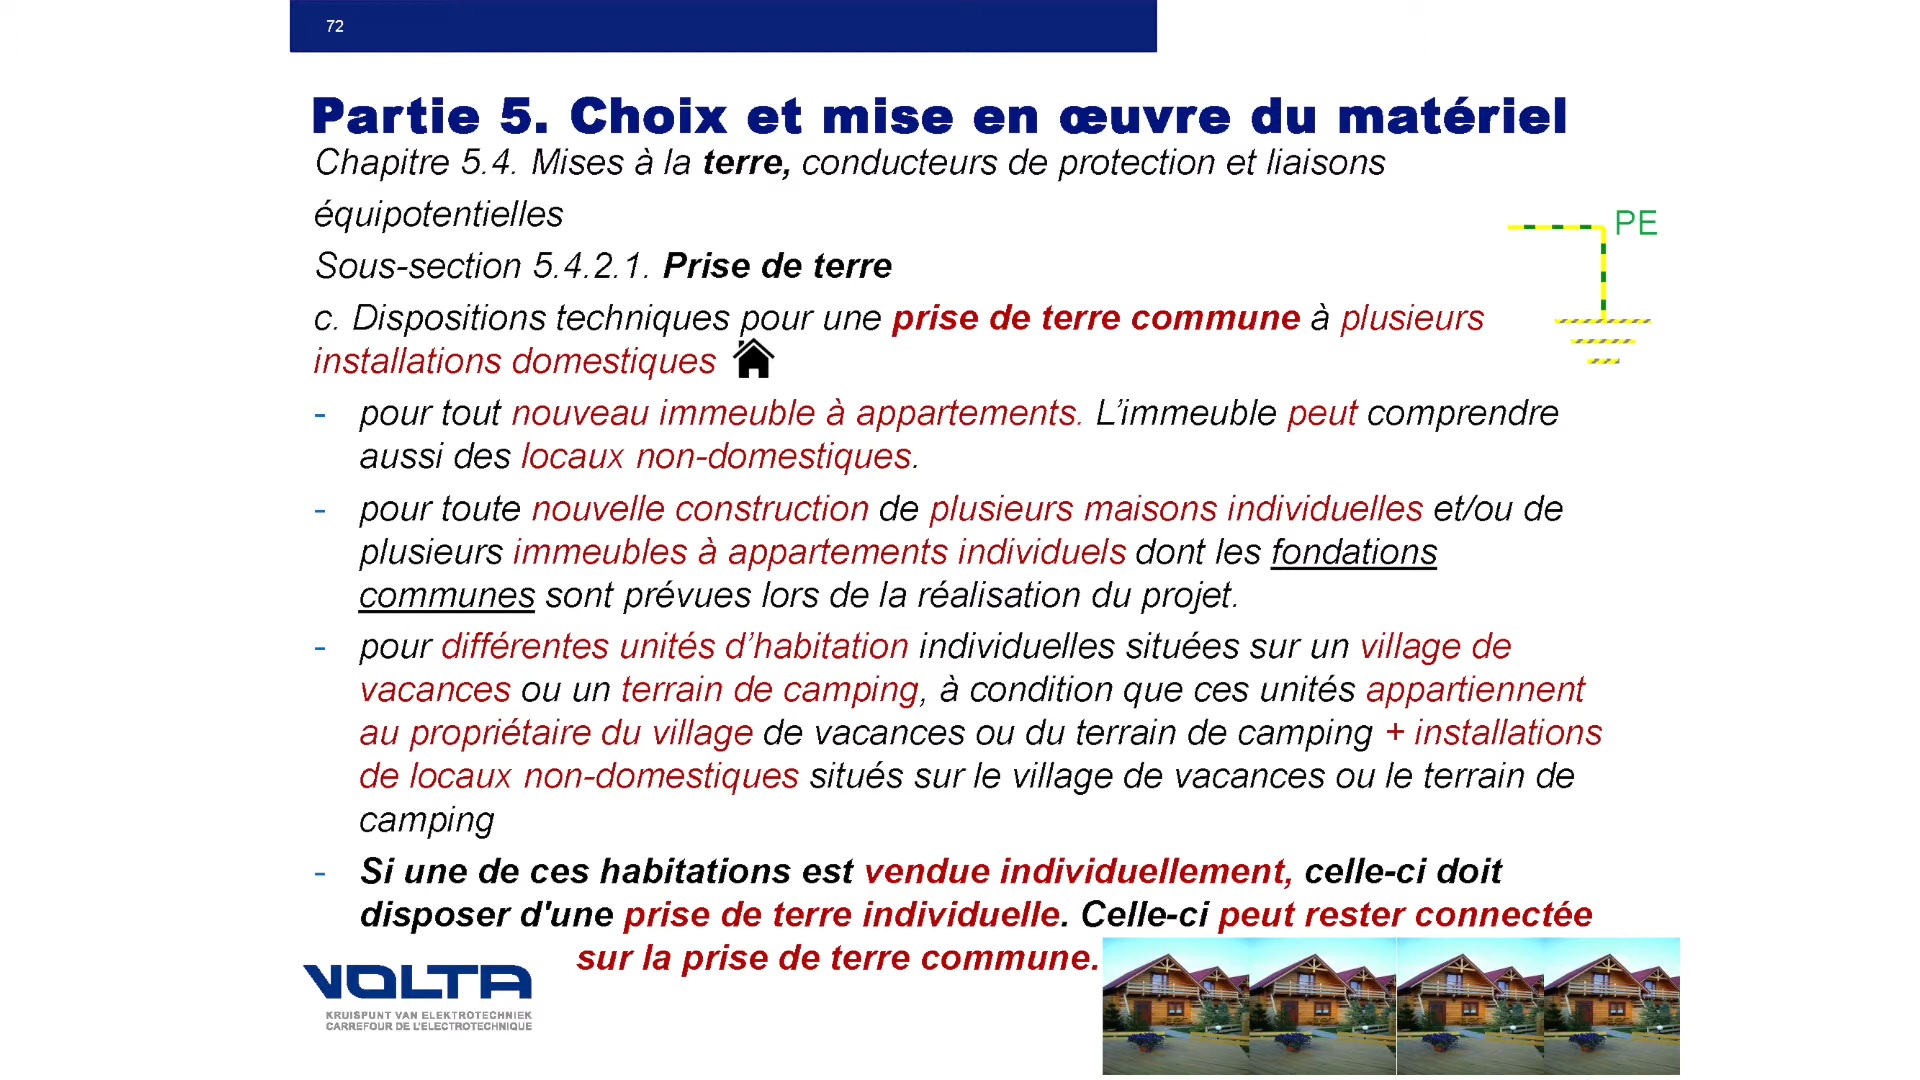 72
Partie 5. Choix et mise en œuvre du matériel
Chapitre 5.4. Mises à la terre, conducteurs de protection et liaisons
équipotentielles
PE
Sous-section 5.4.2.1. Prise de terre
c. Dispositions techniques pour une prise de terre commune à plusieurs
installations domestiques
- pour tout nouveau immeuble à appartements. L’immeuble peut comprendre
aussi des locaux non-domestiques.
- pour toute nouvelle construction de plusieurs maisons individuelles et/ou de
plusieurs immeubles à appartements individuels dont les fondations
communes sont prévues lors de la réalisation du projet.
- pour différentes unités d’habitation individuelles situées sur un village de
vacances ou un terrain de camping, à condition que ces unités appartiennent
au propriétaire du village de vacances ou du terrain de camping + installations
de locaux non-domestiques situés sur le village de vacances ou le terrain de
camping
- Si une de ces habitations est vendue individuellement, celle-ci doit
disposer d'une prise de terre individuelle. Celle-ci peut rester connectée
sur la prise de terre commune.
VOLTA
KRUISPUNT VAN ELEKTROTECHNIEK
CARREFOUR DE L'ELECTROTECHNIQUE